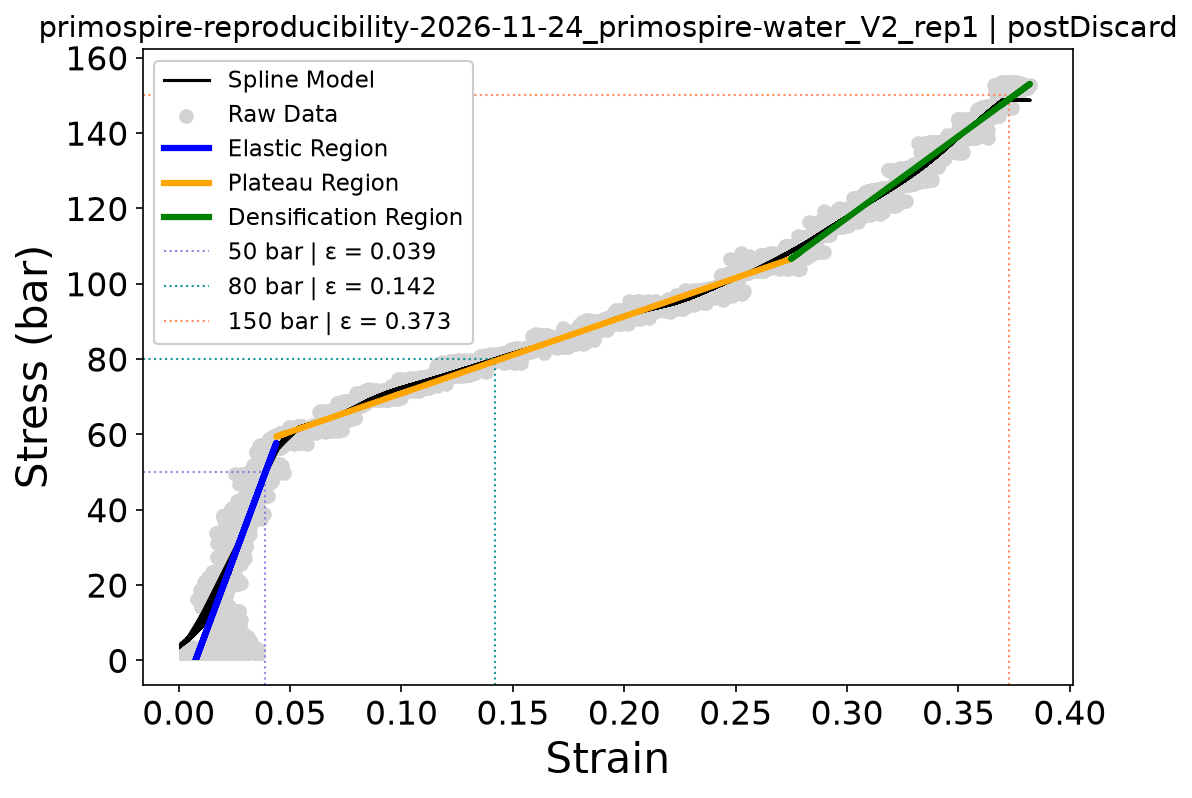 primospire-reproducibility-2026-11-24_primospire-water_V2_rep1 | postDiscard
Spline Model
Raw Data
Elastic Region
Plateau Region
Densification Region
50 bar | ε = 0.039
80 bar | ε = 0.142
150 bar | ε = 0.373
160
140
120
100
80
60
40
20
0
Stress (bar)
0.00 0.05 0.10 0.15 0.20 0.25 0.30 0.35 0.40
Strain